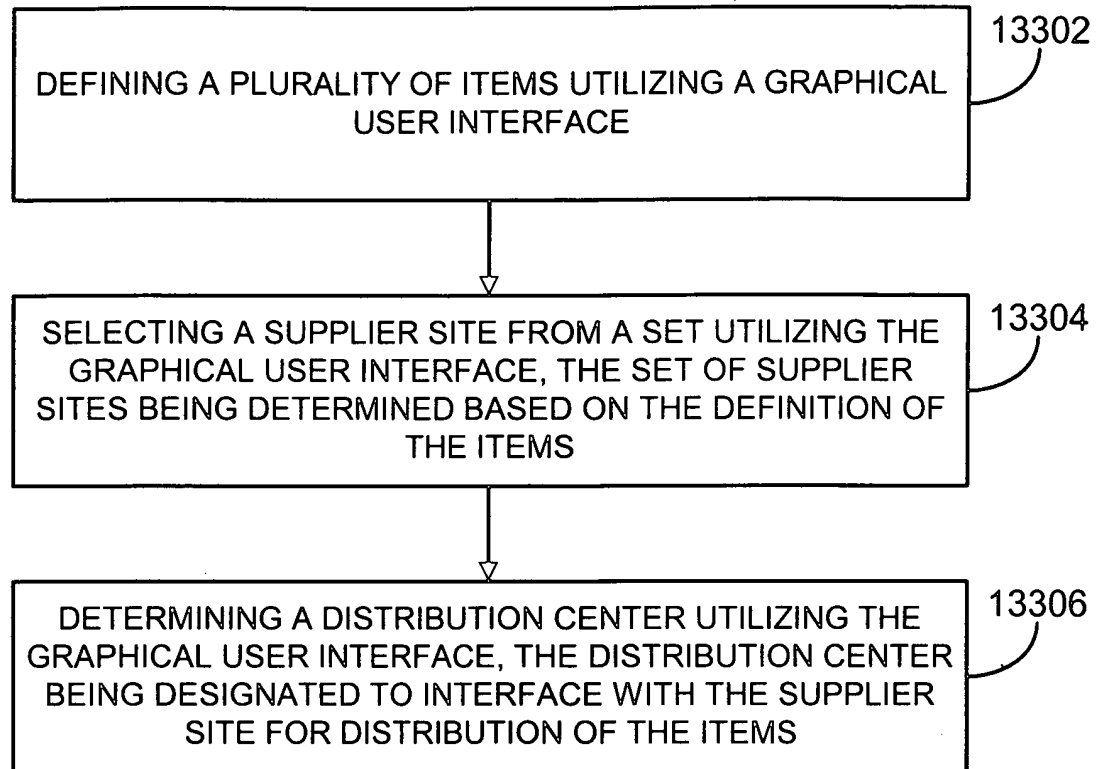 13302
DEFINING A PLURALITY OF ITEMS UTILIZING A GRAPHICAL
USER INTERFACE
13304
SELECTING A SUPPLIER SITE FROM A SET UTILIZING THE
GRAPHICAL USER INTERFACE, THE SET OF SUPPLIER
SITES BEING DETERMINED BASED ON THE DEFINITION OF
THE ITEMS
13306
DETERMINING A DISTRIBUTION CENTER UTILIZING THE
GRAPHICAL USER INTERFACE, THE DISTRIBUTION CENTER
BEING DESIGNATED TO INTERFACE WITH THE SUPPLIER
SITE FOR DISTRIBUTION OF THE ITEMS